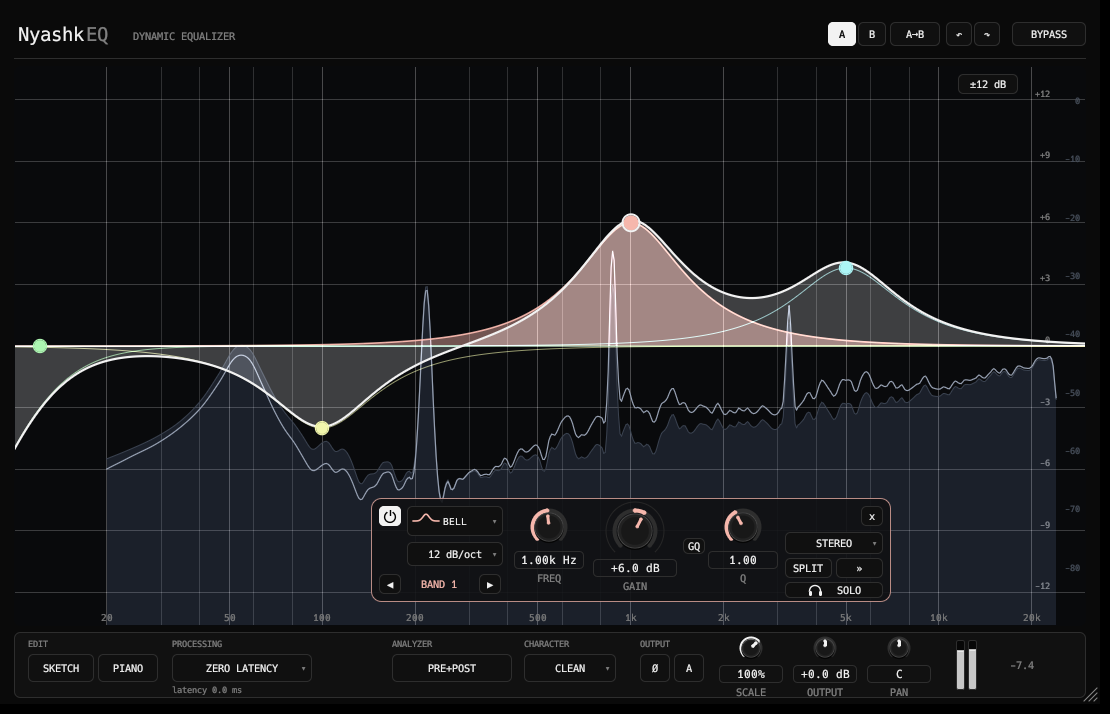 NyashkEQ DYNAMIC EQUALIZER A B A→B ↶ ↷ BYPASS
±12 dB
+12 0
+9 -10
+6 -20
+3 -30
0 -40
-3 -50
-6 -60
-9 -70
-12 -80
BELL
12 dB/oct
◀ BAND 1 ▶
1.00k Hz
FREQ
+6.0 dB
GAIN
GQ
1.00
Q
x
STEREO
SPLIT »
SOLO
20 50 100 200 500 1k 2k 5k 10k 20k
EDIT PROCESSING ANALYZER CHARACTER OUTPUT
SKETCH PIANO ZERO LATENCY PRE+POST CLEAN Ø A 100% +0.0 dB C -7.4
latency 0.0 ms SCALE OUTPUT PAN